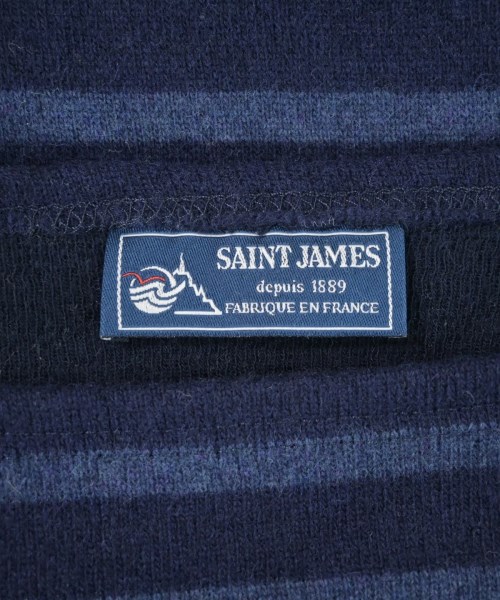 SAINT JAMES
depuis 1889
FABRIQUE EN FRANCE